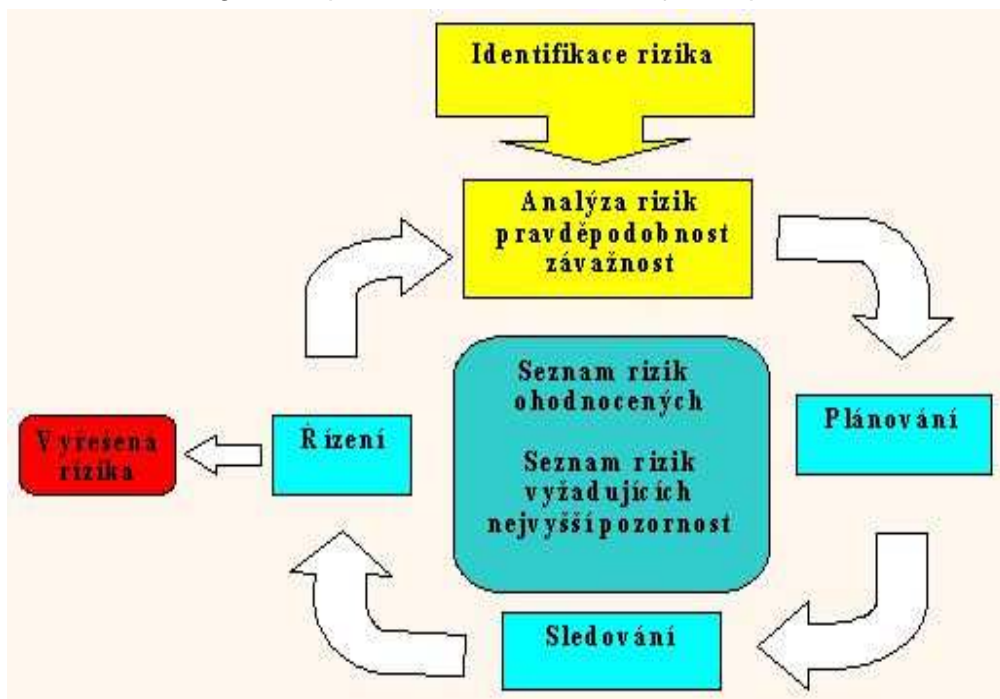 Identifikace rizika
Analýza rizik
pravděpodobnost
závažnost
Seznam rizik
ohodnocených
Seznam rizik
vyžadujících
nejvyšší pozornost
Plánování
Řízení
Vyřešená
rizika
Sledování